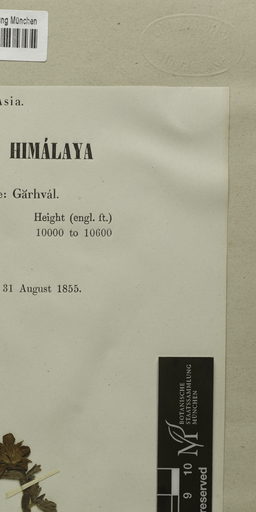 ng München
Asia.
HIMÁLAYA
e: Gărhvál.
Height (engl. ft.)
10000 to 10600
31 August 1855.
BOTANISCHE
STAATSSAMMLUNG
MÜNCHEN
M
9 10
reserved